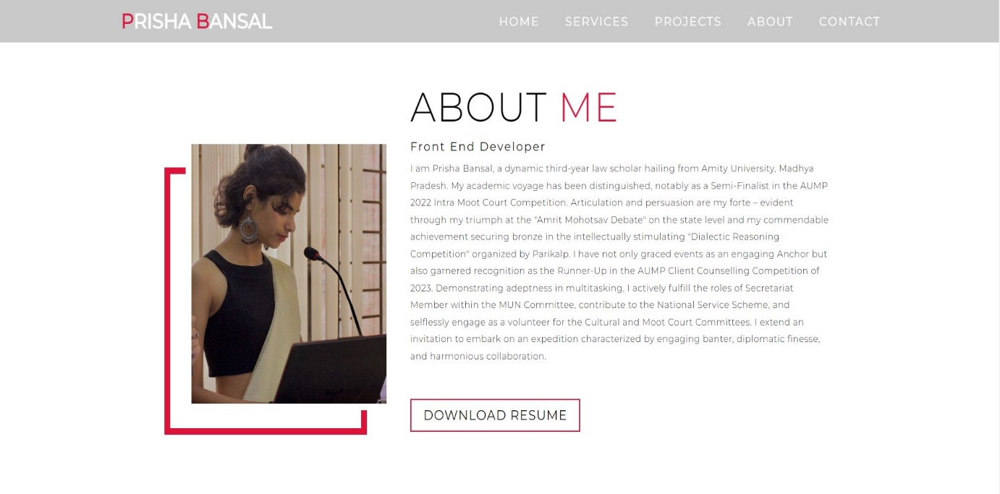 PRISHA BANSAL
HOME SERVICES PROJECTS ABOUT CONTACT
ABOUT ME
Front End Developer
I am Prisha Bansal, a dynamic third-year law scholar hailing from Amity University, Madhya
Pradesh. My academic voyage has been distinguished, notably as a Semi-Finalist in the AUMP
2022 Intra Moot Court Competition. Articulation and persuasion are my forte – evident
through my triumph at the "Amrit Mohotsav Debate" on the state level and my commendable
achievement securing bronze in the intellectually stimulating "Dialectic Reasoning
Competition" organized by Parikalp. I have not only graced events as an engaging Anchor but
also garnered recognition as the Runner-Up in the AUMP Client Counselling Competition of
2023. Demonstrating adeptness in multitasking, I actively fulfill the roles of Secretariat
Member within the MUN Committee, contribute to the National Service Scheme, and
selflessly engage as a volunteer for the Cultural and Moot Court Committees. I extend an
invitation to embark on an expedition characterized by engaging banter, diplomatic finesse,
and harmonious collaboration.
DOWNLOAD RESUME